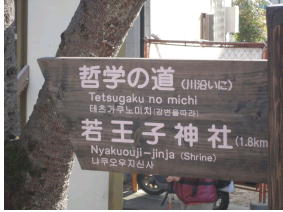 哲学の道(川沿いに)
Tetsugaku no michi
테츠가쿠노미치(강변을따라)
若王子神社(1.8km
Nyakuouji-jinja (Shrine)
냐쿠오우지신사